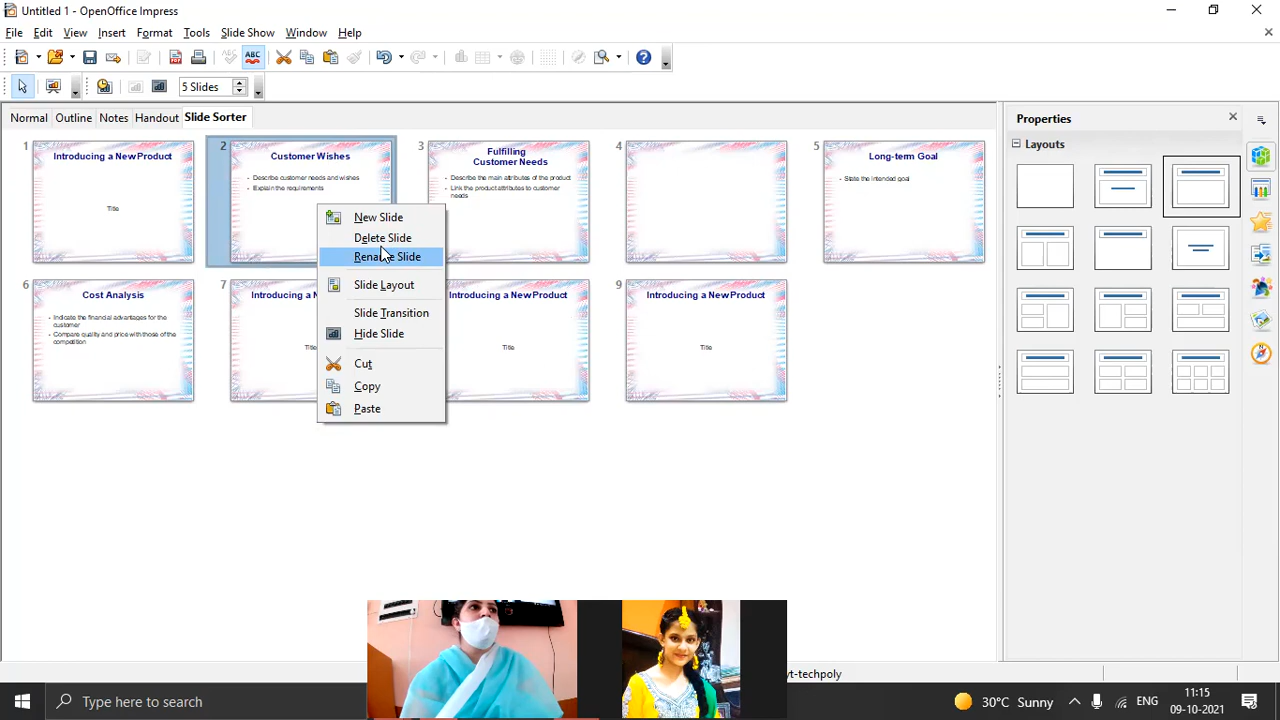 Untitled 1 - OpenOffice Impress
File Edit View Insert Format Tools Slide Show Window Help
ABC
5 Slides
Normal Outline Notes Handout Slide Sorter
Properties
Layouts
1
Introducing a New Product
Title
2
Customer Wishes
Describe customer needs and wishes
Explain the requirements
3
Fulfilling
Customer Needs
Describe the main attributes of the product
Link the product attributes to customer
needs
4
5
Long-term Goal
State the intended goal
New Slide
Delete Slide
Rename Slide
Slide Layout
Slide Transition
Hide Slide
Cut
Copy
Paste
6
Cost Analysis
Indicate the financial advantages for the
customer
Compare quality and price with those of the
competition
7
Introducing a N
Title
Introducing a New Product
Title
9
Introducing a New Product
Title
vt-techpoly
Type here to search
30°C Sunny
ENG
11:15
09-10-2021